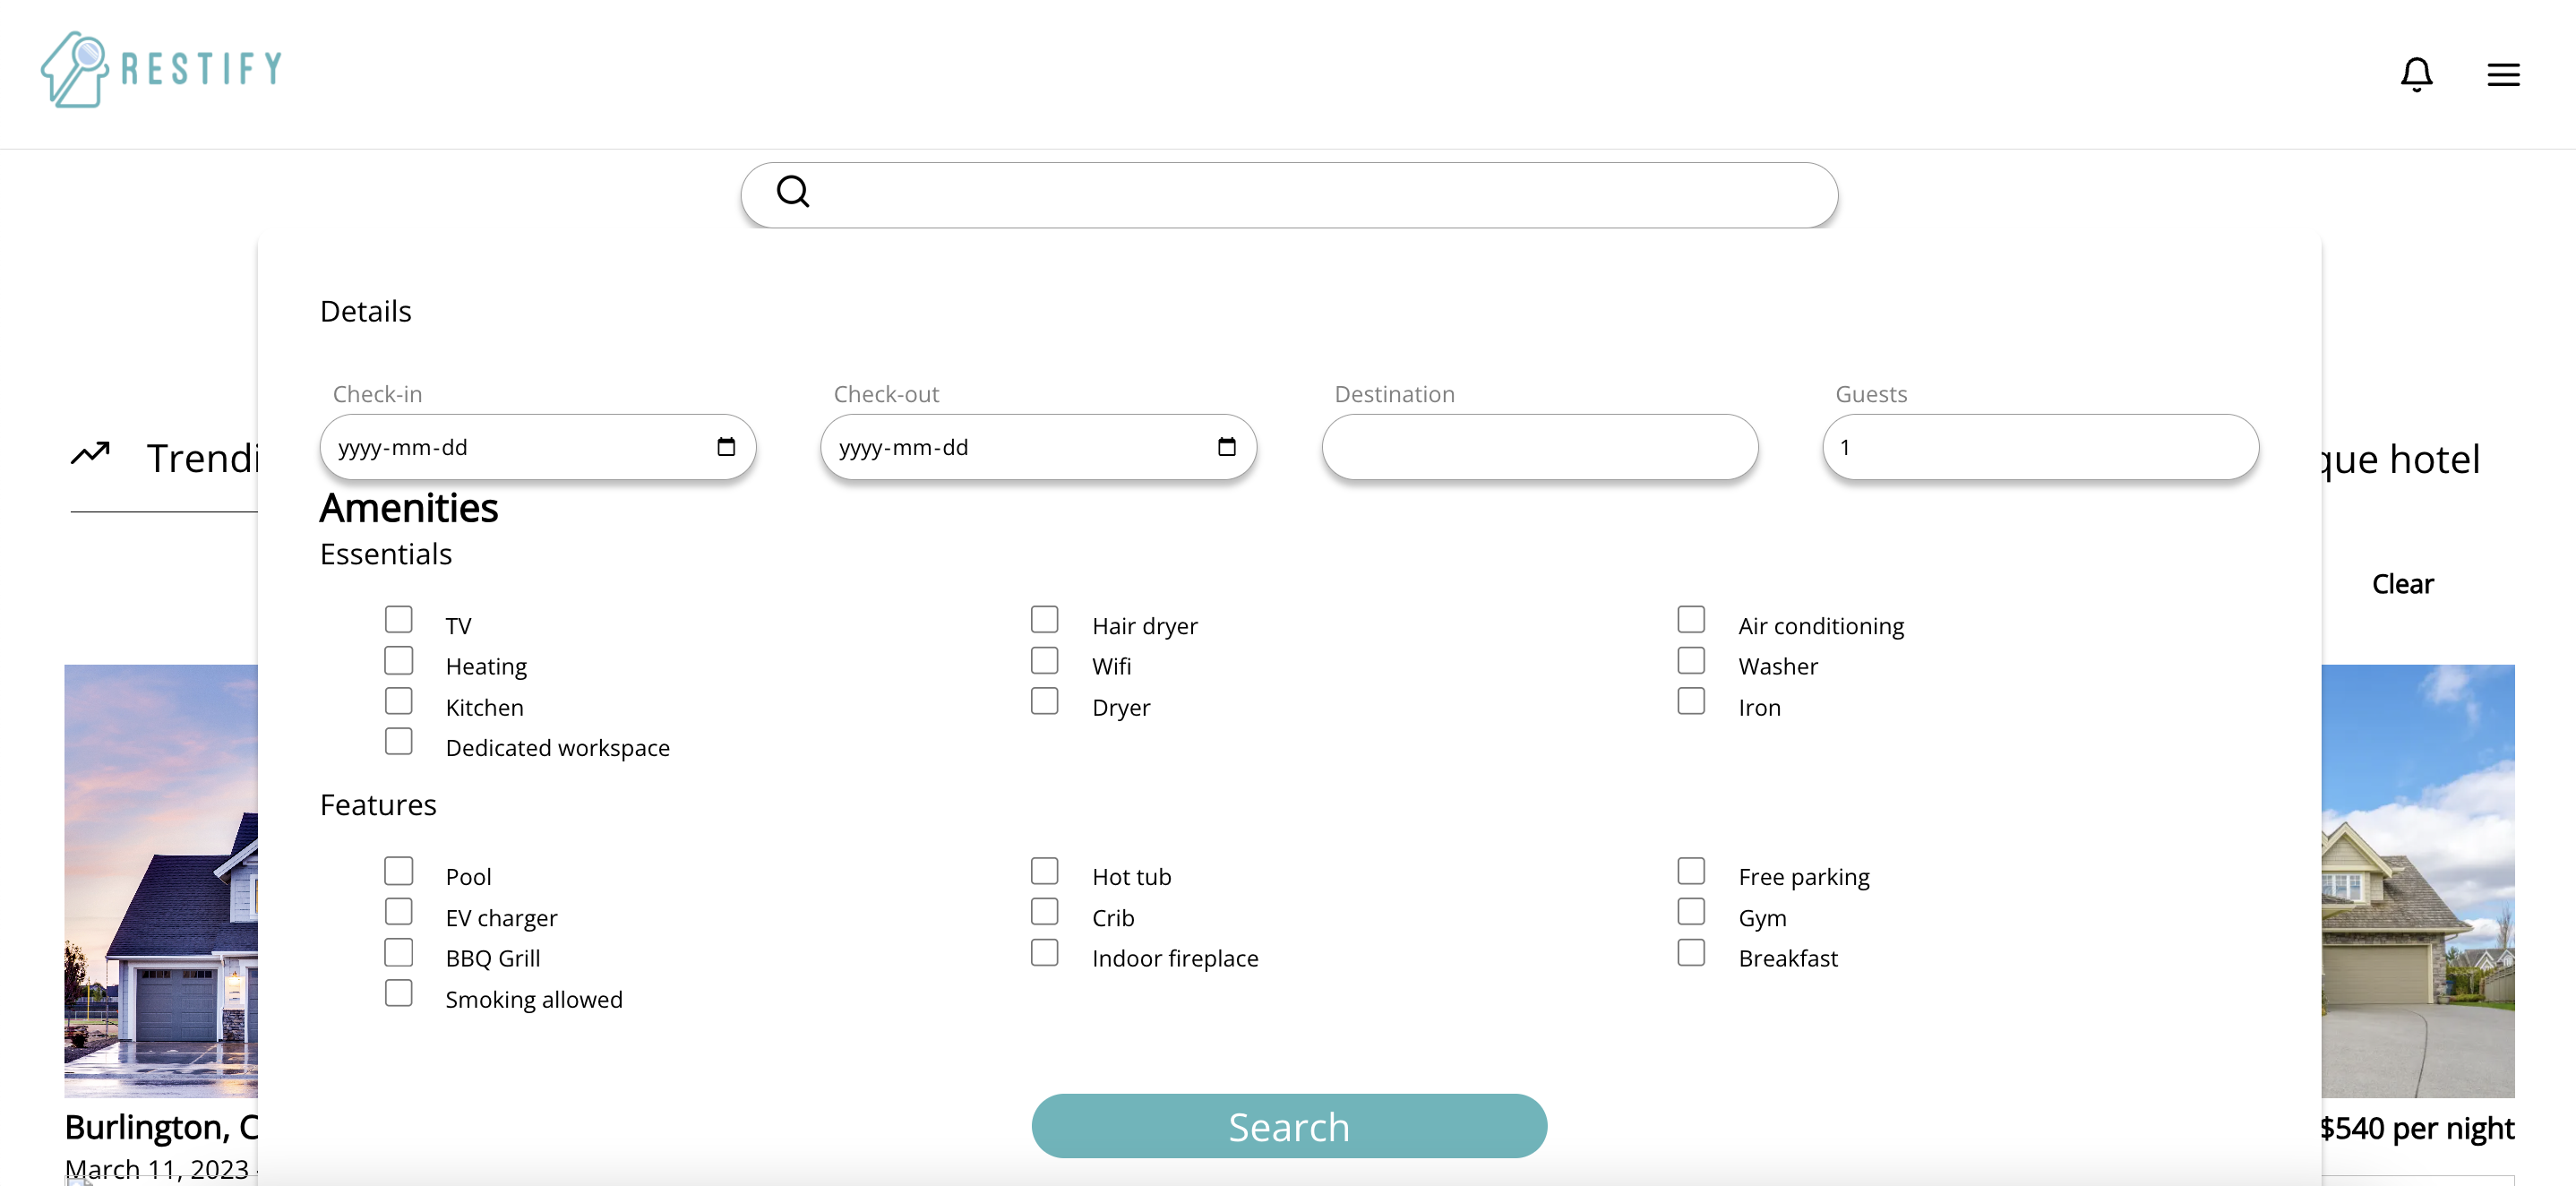 RESTIFY
Details
Check-in Check-out Destination Guests
yyyy-mm-dd yyyy-mm-dd 1
Trendi que hotel
Amenities
Essentials
Clear
TV Hair dryer Air conditioning
Heating Wifi Washer
Kitchen Dryer Iron
Dedicated workspace
Features
Pool Hot tub Free parking
EV charger Crib Gym
BBQ Grill Indoor fireplace Breakfast
Smoking allowed
Search
Burlington, C $540 per night
March 11, 2023 -